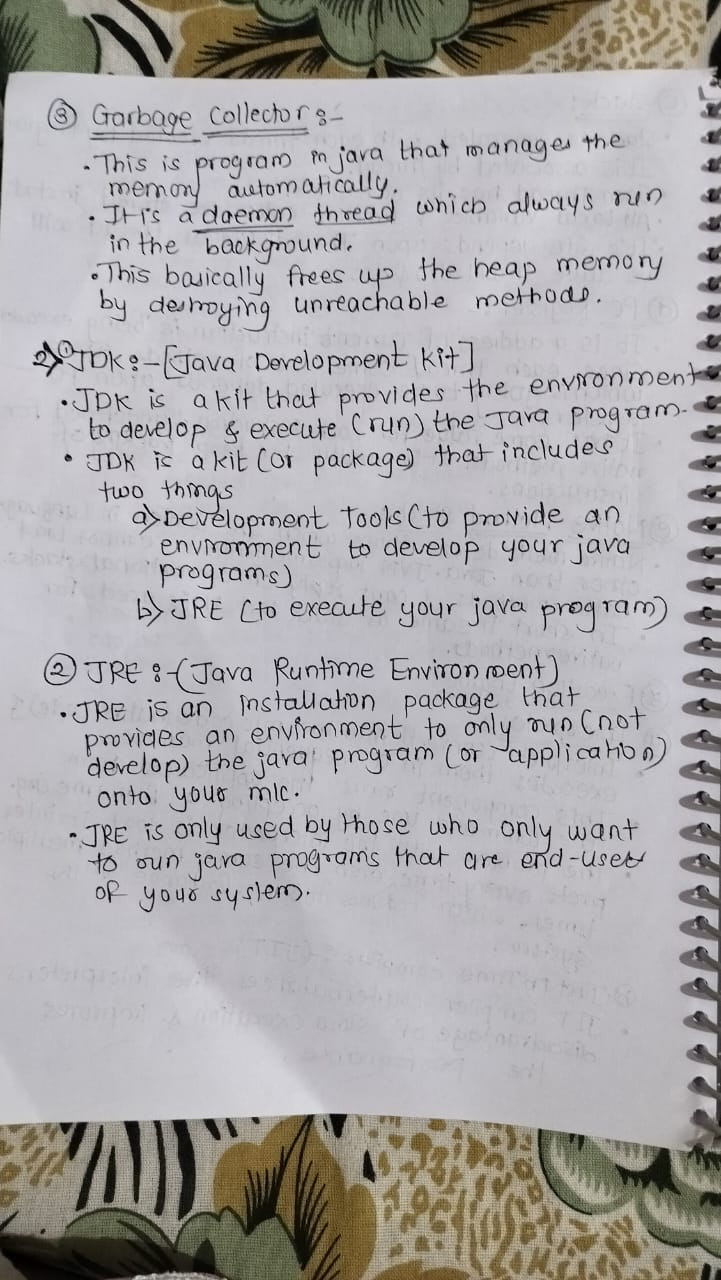 ③ Garbage Collector :-
• This is program in java that manages the
memory automatically.
• It is a daemon thread which always run
in the background.
• This basically frees up the heap memory
by destroying unreachable methods.
2) ① JDK :- [Java Development Kit]
• JDK is a kit that provides the environment
to develop & execute (run) the Java program.
• JDK is a kit (or package) that includes
two things
a> Development Tools (to provide an
environment to develop your java
programs)
b> JRE (to execute your java program)
② JRE :- (Java Runtime Environment)
• JRE is an installation package that
provides an environment to only run (not
develop) the java program (or application)
onto your m/c.
• JRE is only used by those who only want
to run java programs that are end-users
of your system.